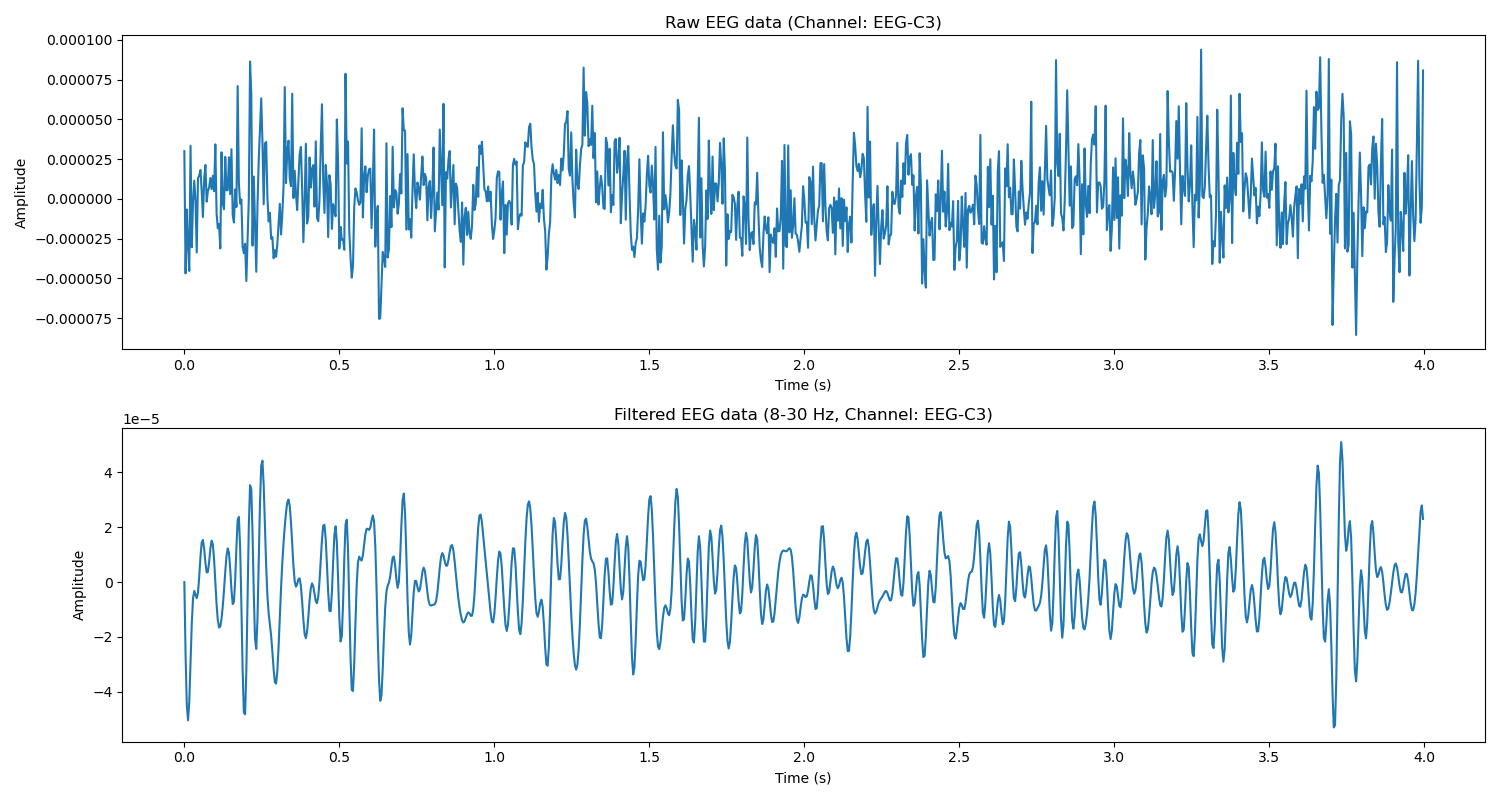 Raw EEG data (Channel: EEG-C3)
0.000100
0.000075
0.000050
0.000025
0.000000
−0.000025
−0.000050
−0.000075
Amplitude
0.0 0.5 1.0 1.5 2.0 2.5 3.0 3.5 4.0
Time (s)
Filtered EEG data (8-30 Hz, Channel: EEG-C3)
1e−5
4
2
0
−2
−4
Amplitude
0.0 0.5 1.0 1.5 2.0 2.5 3.0 3.5 4.0
Time (s)